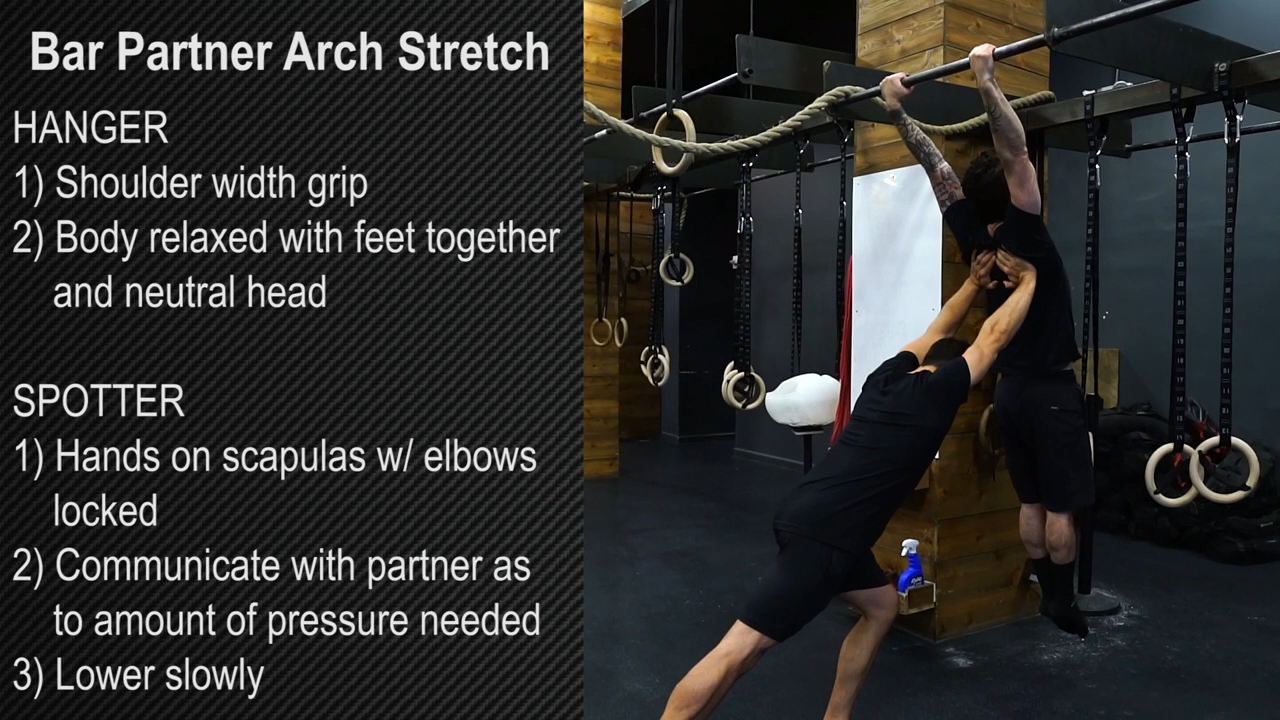 Bar Partner Arch Stretch
HANGER
1) Shoulder width grip
2) Body relaxed with feet together
and neutral head
SPOTTER
1) Hands on scapulas w/ elbows
locked
2) Communicate with partner as
to amount of pressure needed
3) Lower slowly